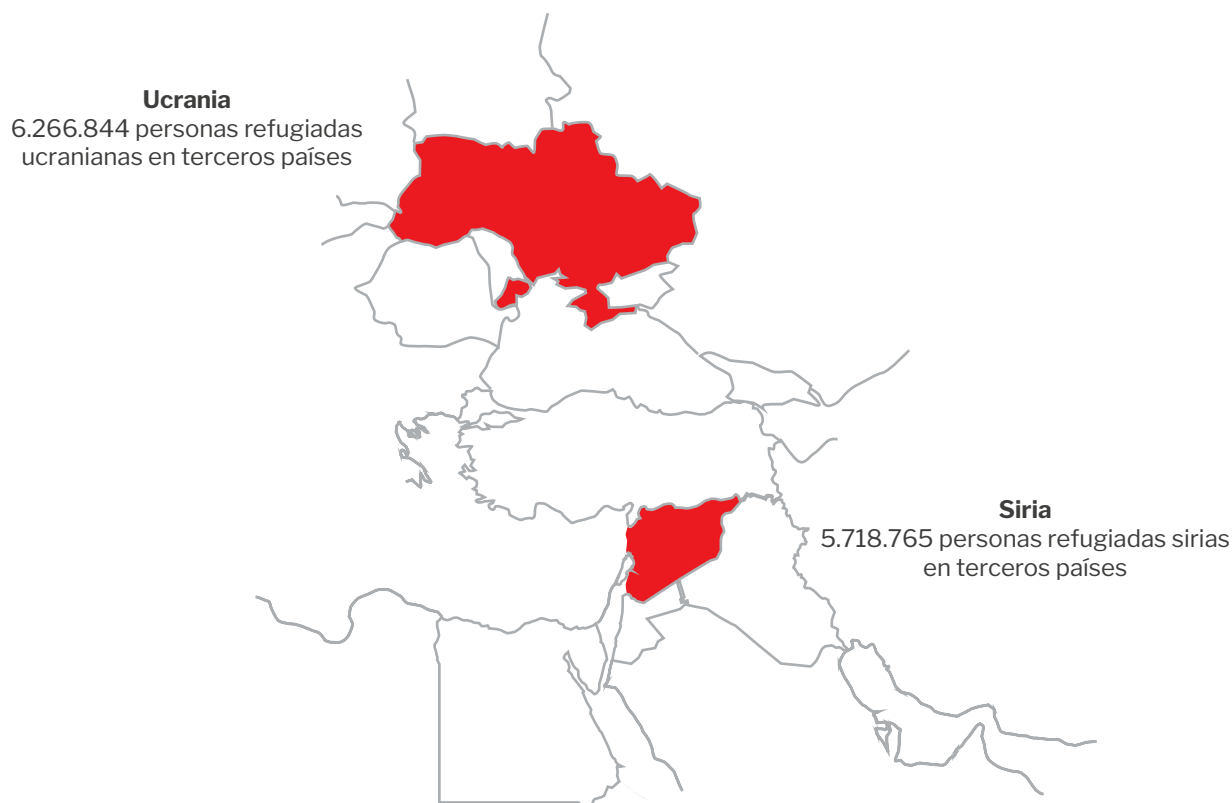 Ucrania
6.266.844 personas refugiadas
ucranianas en terceros países
Siria
5.718.765 personas refugiadas sirias
en terceros países